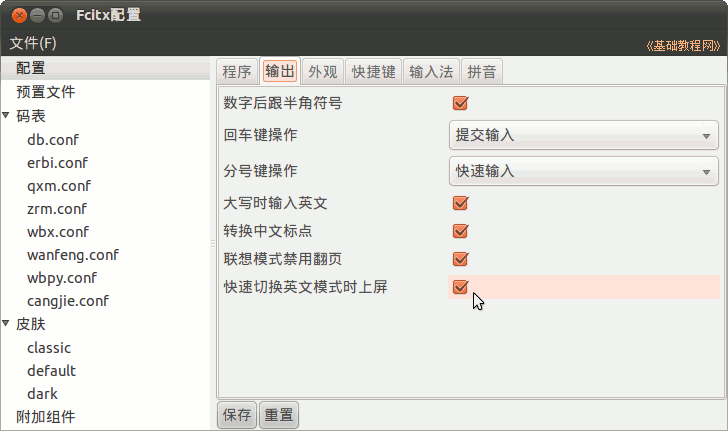 Fcitx配置
文件(F)
《基础教程网》
配置
预置文件
码表
db.conf
erbi.conf
qxm.conf
zrm.conf
wbx.conf
wanfeng.conf
wbpy.conf
cangjie.conf
皮肤
classic
default
dark
附加组件
程序 输出 外观 快捷键 输入法 拼音
数字后跟半角符号
回车键操作 提交输入
分号键操作 快速输入
大写时输入英文
转换中文标点
联想模式禁用翻页
快速切换英文模式时上屏
保存 重置